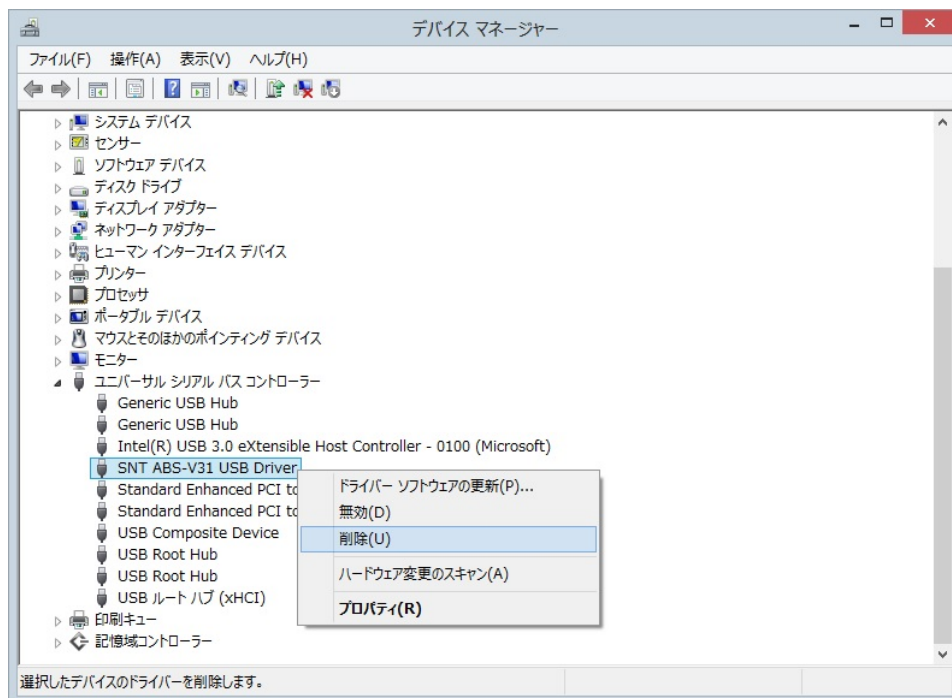 デバイス マネージャー
ファイル(F) 操作(A) 表示(V) ヘルプ(H)
システム デバイス
センサー
ソフトウェア デバイス
ディスク ドライブ
ディスプレイ アダプター
ネットワーク アダプター
ヒューマン インターフェイス デバイス
プリンター
プロセッサ
ポータブル デバイス
マウスとそのほかのポインティング デバイス
モニター
ユニバーサル シリアル バス コントローラー
Generic USB Hub
Generic USB Hub
Intel(R) USB 3.0 eXtensible Host Controller - 0100 (Microsoft)
SNT ABS-V31 USB Driver
Standard Enhanced PCI to
Standard Enhanced PCI to
USB Composite Device
USB Root Hub
USB Root Hub
USB ルート ハブ (xHCI)
印刷キュー
記憶域コントローラー
ドライバー ソフトウェアの更新(P)...
無効(D)
削除(U)
ハードウェア変更のスキャン(A)
プロパティ(R)
選択したデバイスのドライバーを削除します。